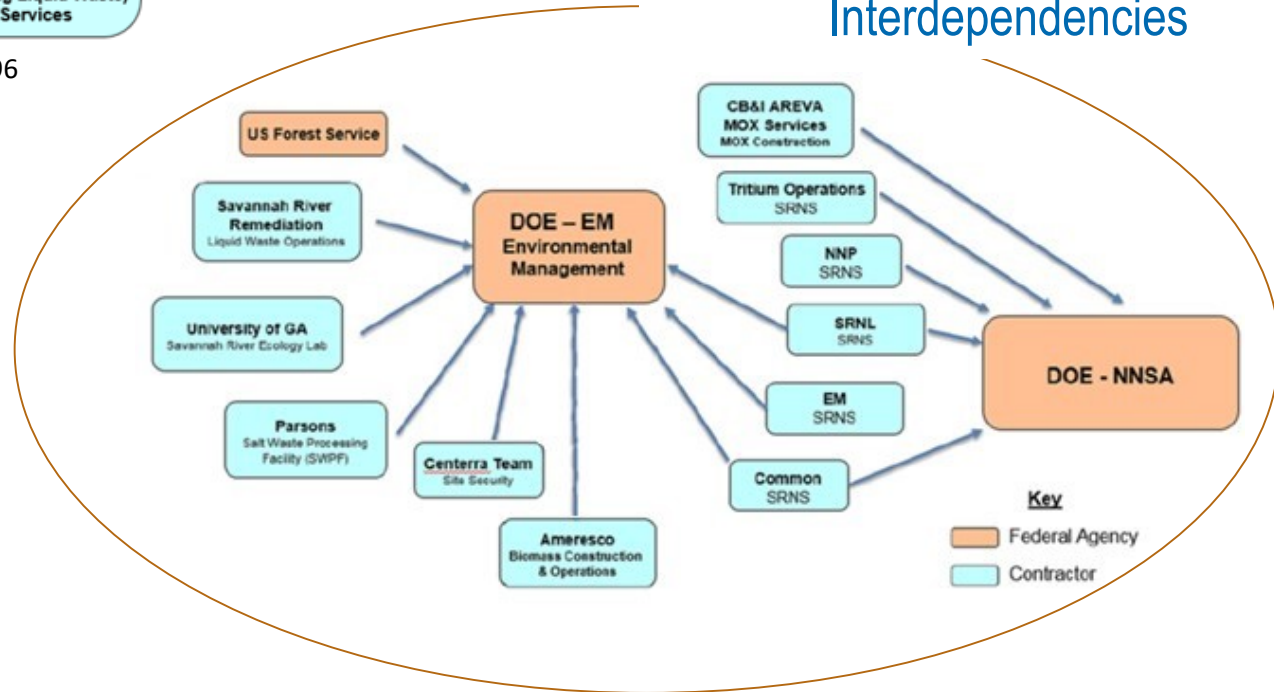 Services
Interdependencies
US Forest Service
Savannah River
Remediation
Liquid Waste Operations
University of GA
Savannah River Ecology Lab
Parsons
Salt Waste Processing
Facility (SWPF)
Centerra Team
Site Security
Ameresco
Biomass Construction
& Operations
DOE – EM
Environmental
Management
CB&I AREVA
MOX Services
MOX Construction
Tritium Operations
SRNS
NNP
SRNS
SRNL
SRNS
EM
SRNS
Common
SRNS
DOE - NNSA
Key
Federal Agency
Contractor